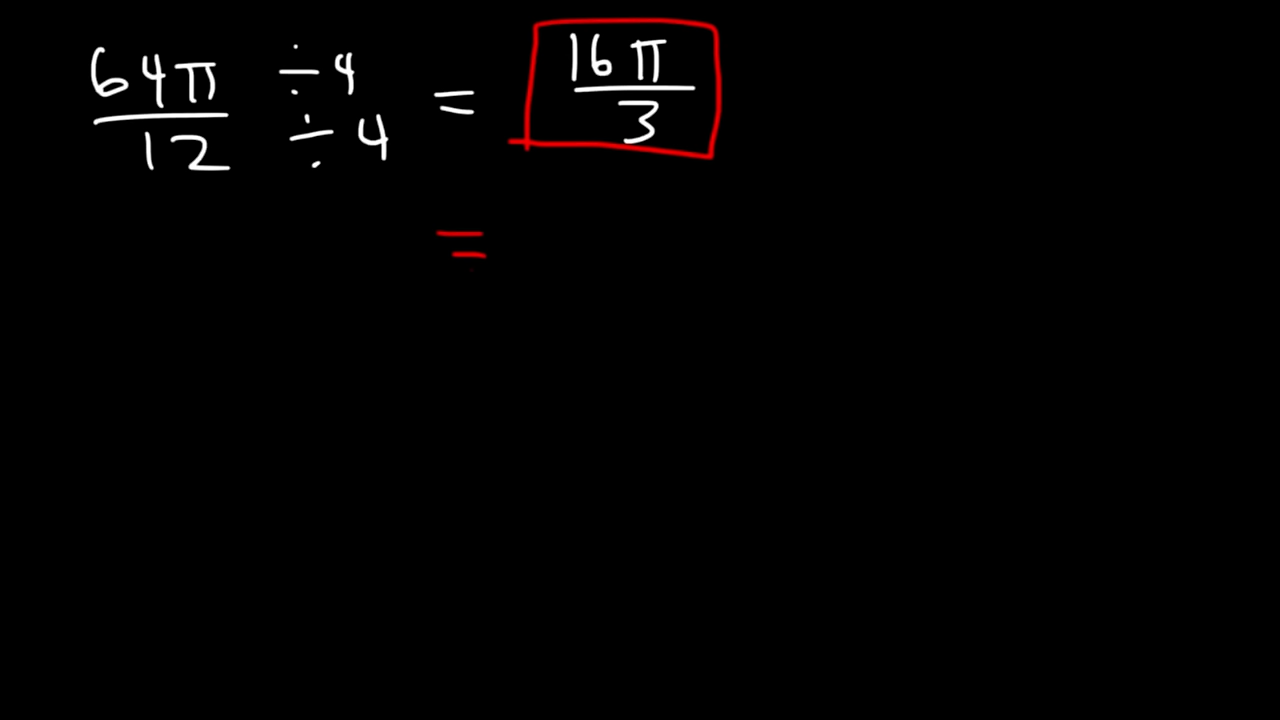 64π ÷4 = 16π
12 ÷4 3
=